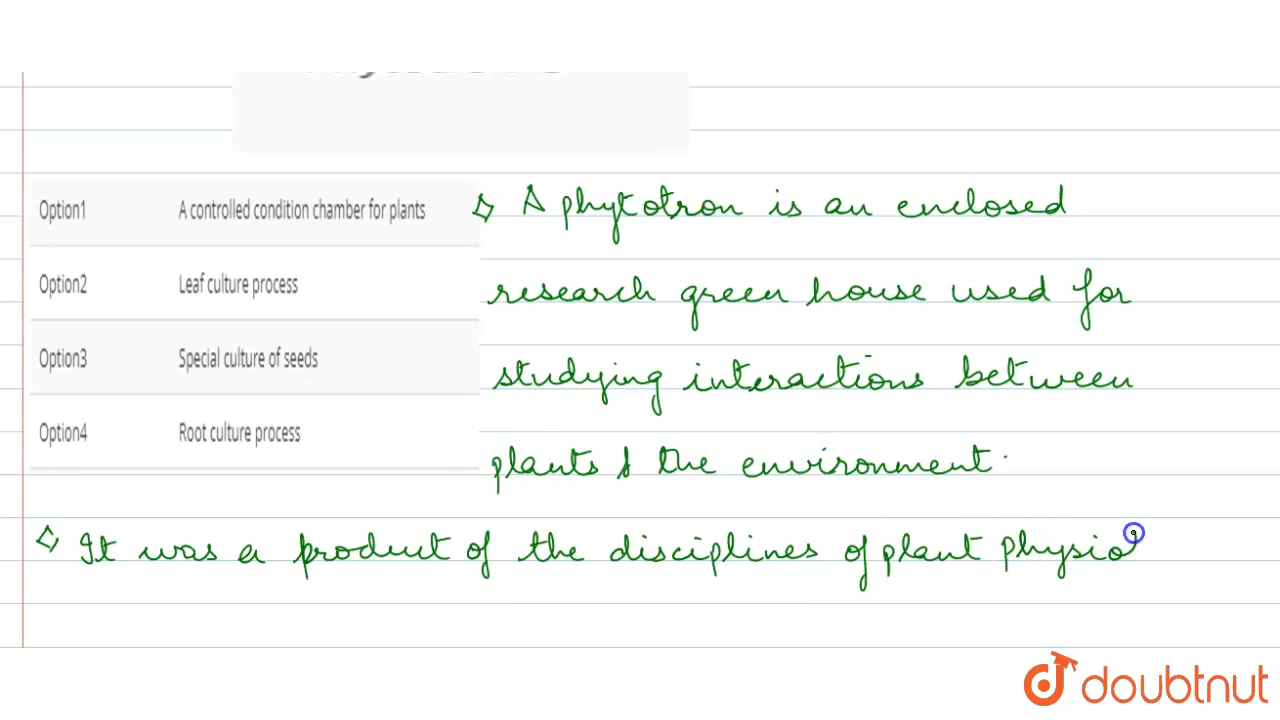 Option1 A controlled condition chamber for plants
Option2 Leaf culture process
Option3 Special culture of seeds
Option4 Root culture process
A phytotron is an enclosed
research green house used for
studying interactions between
plants & the environment.
It was a product of the disciplines of plant physio
doubtnut